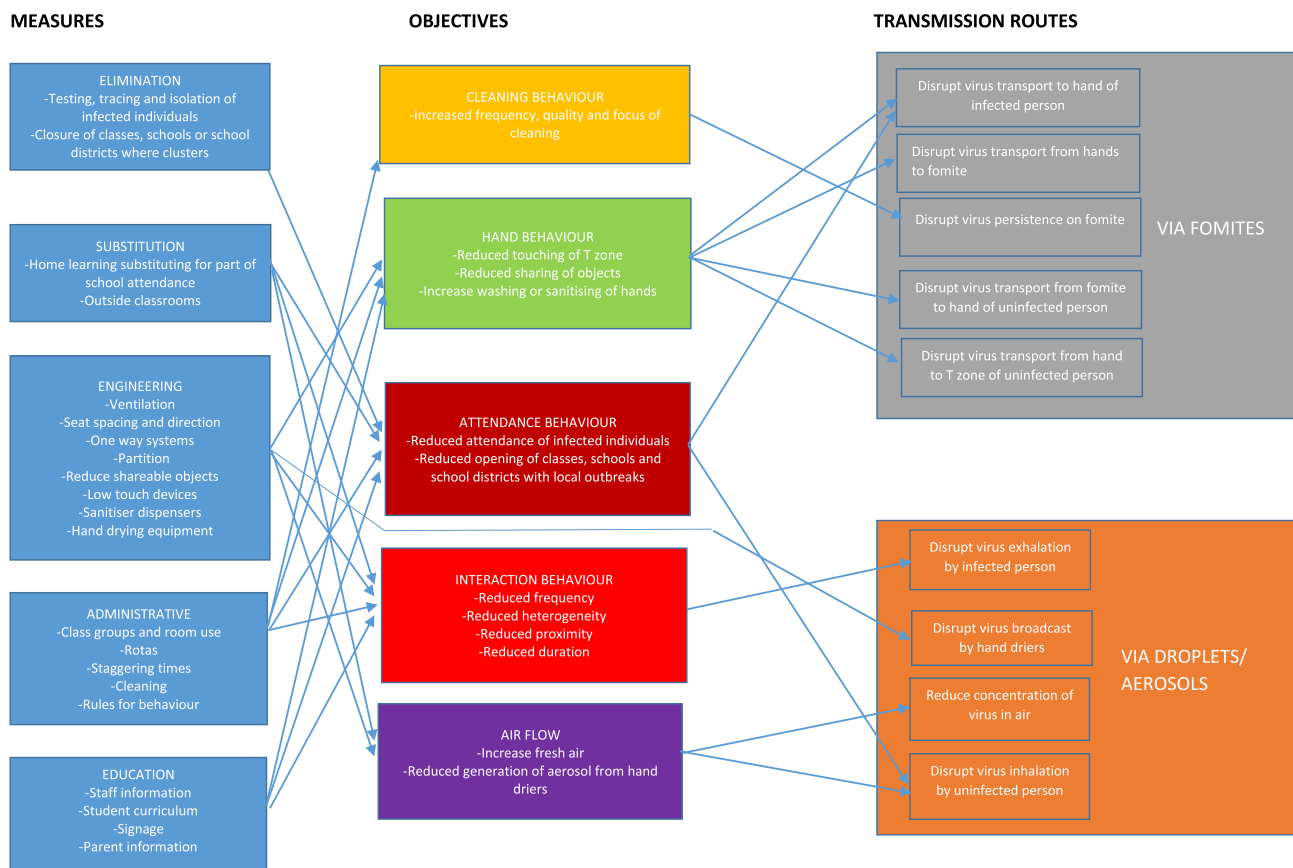 MEASURES
OBJECTIVES
TRANSMISSION ROUTES
ELIMINATION
-Testing, tracing and isolation of
infected individuals
-Closure of classes, schools or school
districts where clusters
SUBSTITUTION
-Home learning substituting for part of
school attendance
-Outside classrooms
ENGINEERING
-Ventilation
-Seat spacing and direction
-One way systems
-Partition
-Reduce shareable objects
-Low touch devices
-Sanitiser dispensers
-Hand drying equipment
ADMINISTRATIVE
-Class groups and room use
-Rotas
-Staggering times
-Cleaning
-Rules for behaviour
EDUCATION
-Staff information
-Student curriculum
-Signage
-Parent information
CLEANING BEHAVIOUR
-Increased frequency, quality and focus of
cleaning
HAND BEHAVIOUR
-Reduced touching of T zone
-Reduced sharing of objects
-Increase washing or sanitising of hands
ATTENDANCE BEHAVIOUR
-Reduced attendance of infected individuals
-Reduced opening of classes, schools and
school districts with local outbreaks
INTERACTION BEHAVIOUR
-Reduced frequency
-Reduced heterogeneity
-Reduced proximity
-Reduced duration
AIR FLOW
-Increase fresh air
-Reduced generation of aerosol from hand
driers
Disrupt virus transport to hand of
infected person
Disrupt virus transport from hands
to fomite
Disrupt virus persistence on fomite
Disrupt virus transport from fomite
to hand of uninfected person
Disrupt virus transport from hand
to T zone of uninfected person
VIA FOMITES
Disrupt virus exhalation
by infected person
Disrupt virus broadcast
by hand driers
Reduce concentration of
virus in air
Disrupt virus inhalation
by uninfected person
VIA DROPLETS/
AEROSOLS